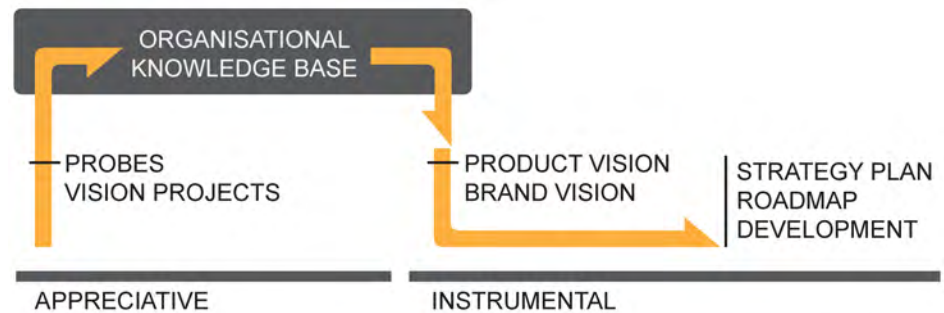 ORGANISATIONAL
KNOWLEDGE BASE
PROBES
VISION PROJECTS
PRODUCT VISION
BRAND VISION
STRATEGY PLAN
ROADMAP
DEVELOPMENT
APPRECIATIVE
INSTRUMENTAL